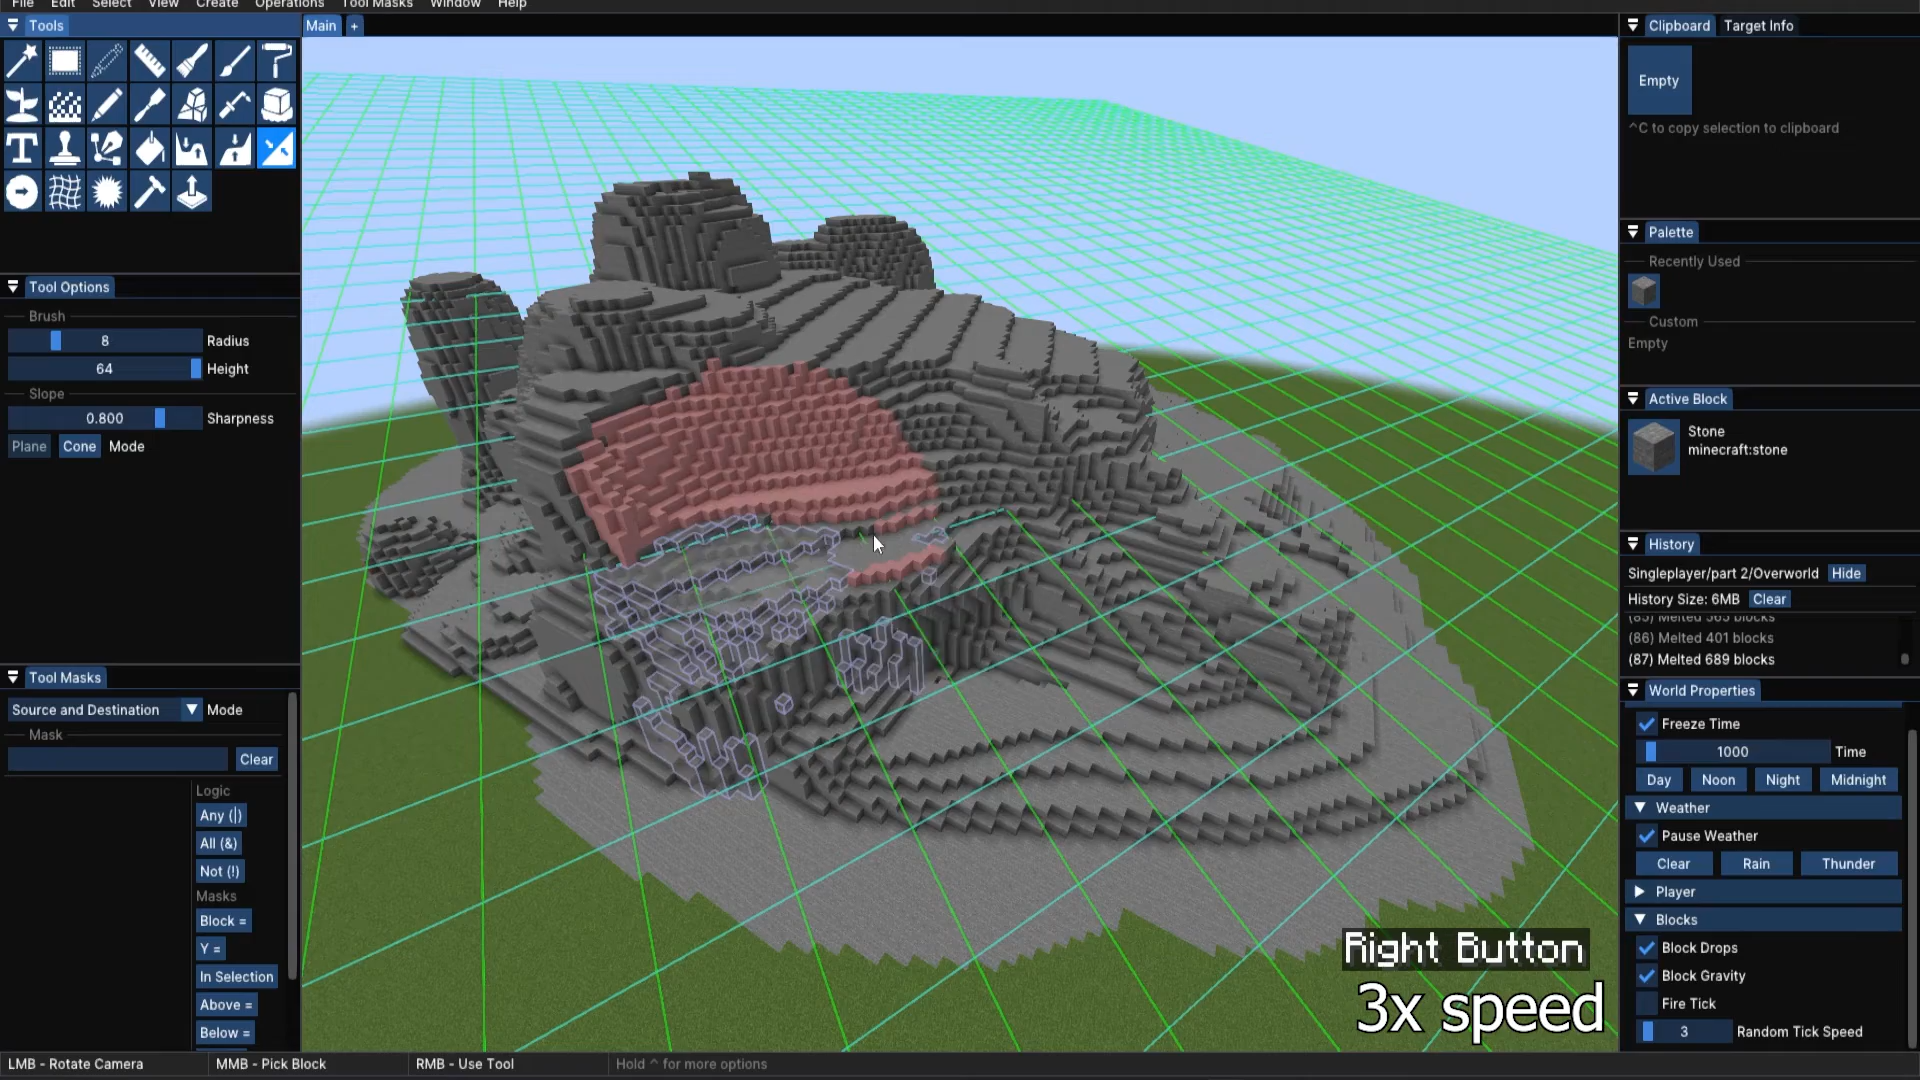 File Edit Select View Create Operations Tool Masks Window Help
Tools
Main +
Clipboard Target Info
Empty
^C to copy selection to clipboard
Palette
Recently Used
Custom
Empty
Active Block
Stone
minecraft:stone
Tool Options
Brush
8 Radius
64 Height
Slope
0.800 Sharpness
Plane Cone Mode
History
Singleplayer/part 2/Overworld Hide
History Size: 6MB Clear
(85) Melted 565 blocks
(86) Melted 401 blocks
(87) Melted 689 blocks
Tool Masks
Source and Destination Mode
Mask
Clear
Logic
Any (|)
All (&)
Not (!)
Masks
Block =
Y =
In Selection
Above =
Below =
World Properties
Freeze Time
1000 Time
Day Noon Night Midnight
Weather
Pause Weather
Clear Rain Thunder
Player
Blocks
Block Drops
Block Gravity
Fire Tick
3 Random Tick Speed
Right Button
3x speed
LMB - Rotate Camera MMB - Pick Block RMB - Use Tool Hold ^ for more options